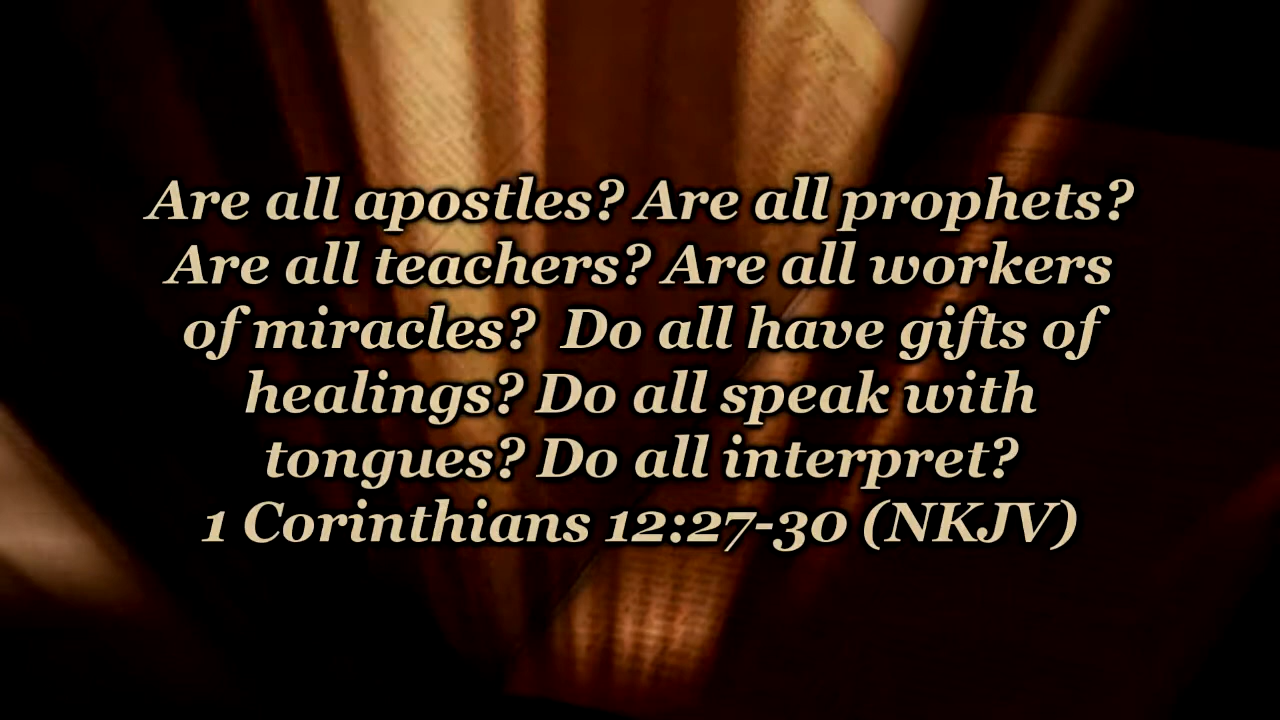 Are all apostles? Are all prophets?
Are all teachers? Are all workers
of miracles?  Do all have gifts of
healings? Do all speak with
tongues? Do all interpret?
1 Corinthians 12:27-30 (NKJV)